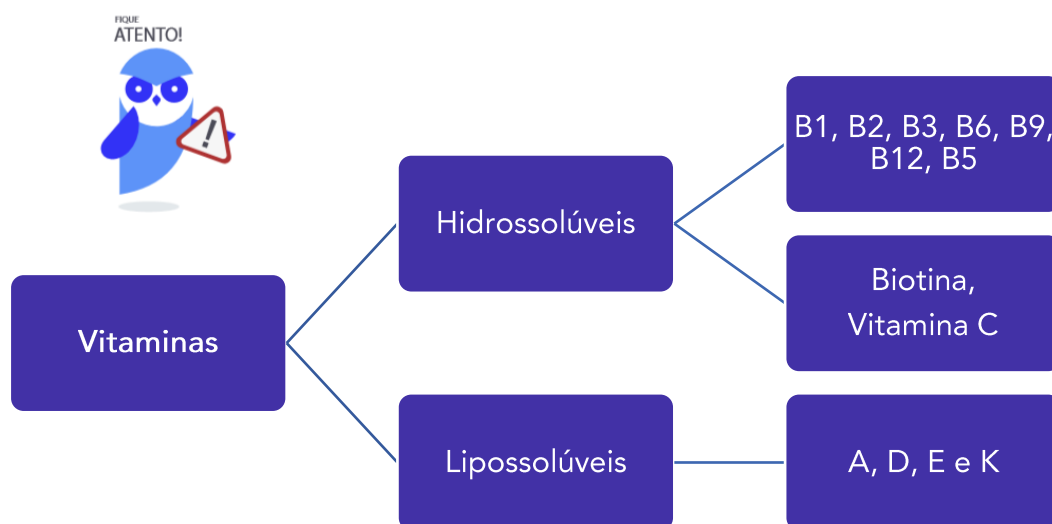 FIQUE
ATENTO!
Vitaminas
Hidrossolúveis
B1, B2, B3, B6, B9,
B12, B5
Biotina,
Vitamina C
Lipossolúveis
A, D, E e K